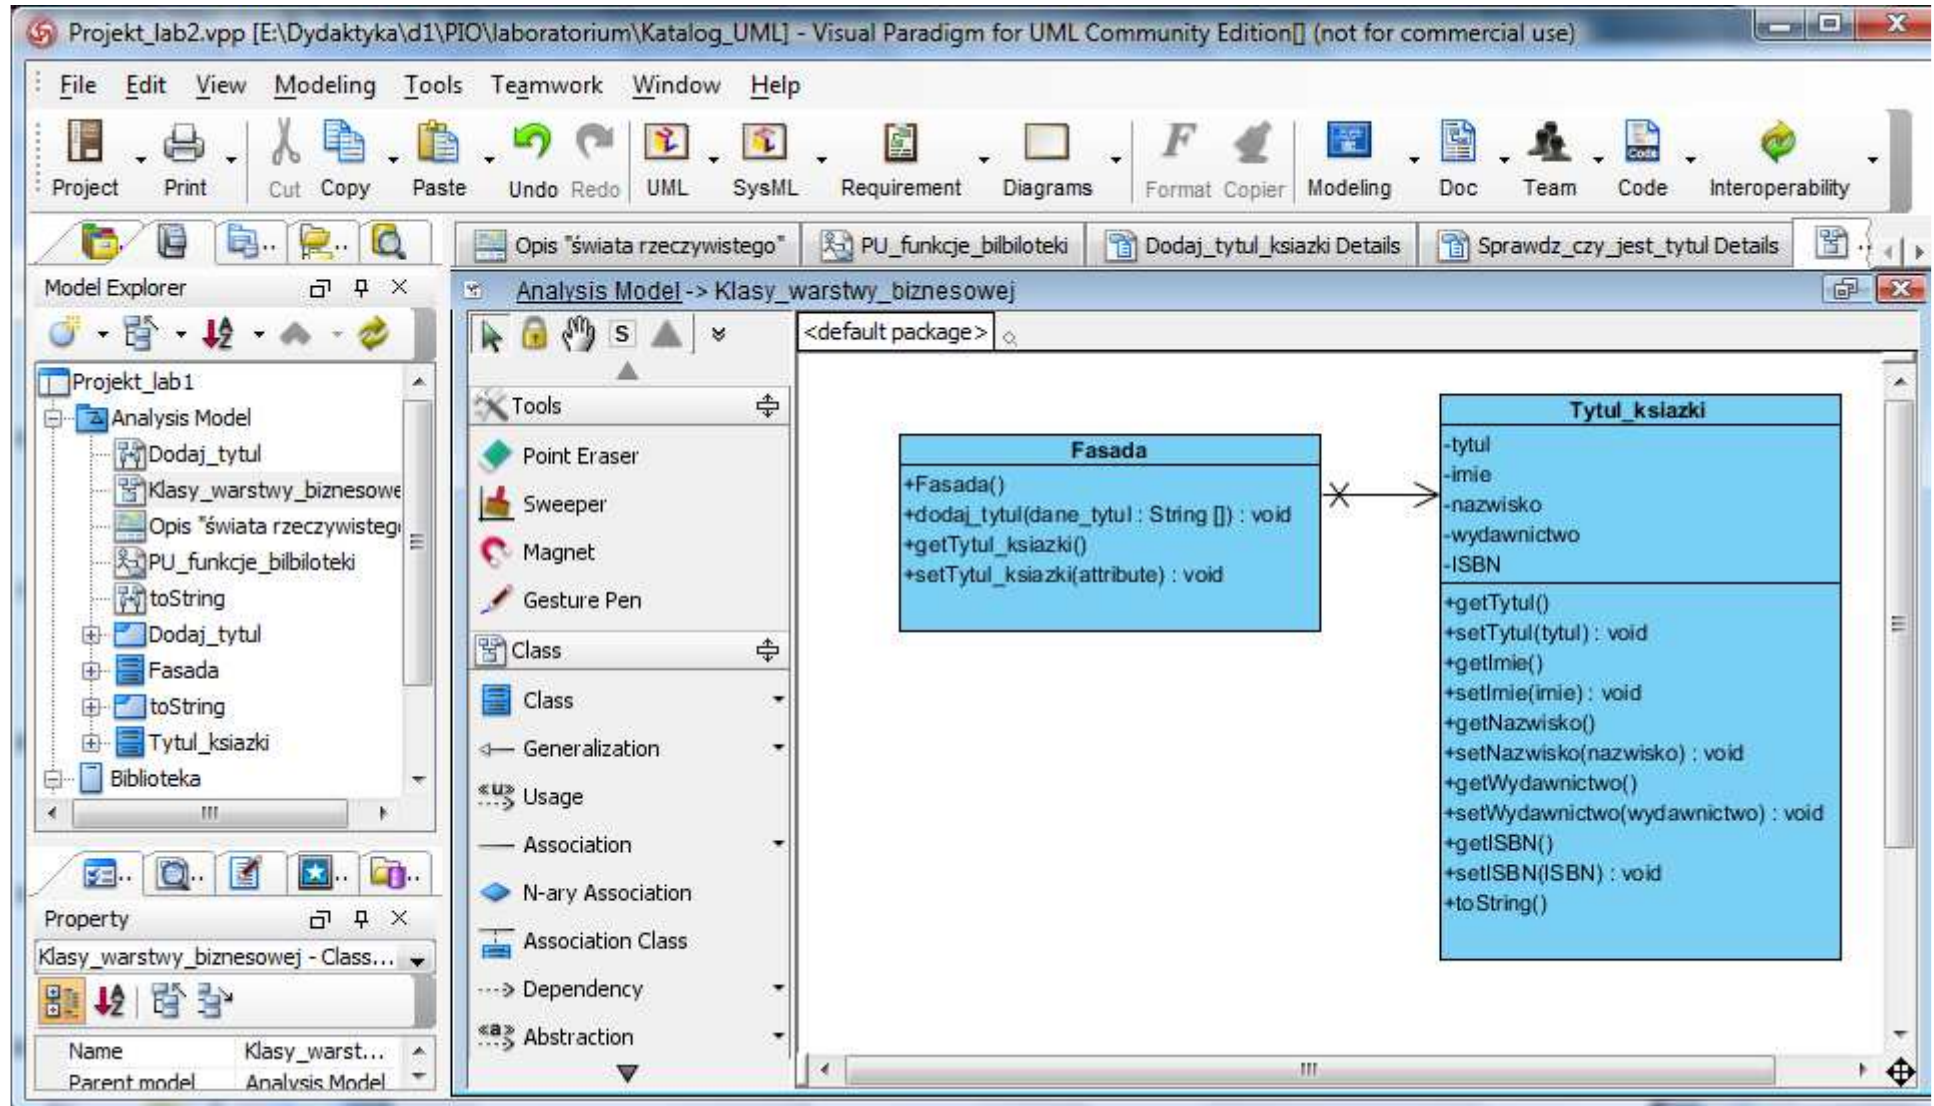 Projekt_lab2.vpp [E:\Dydaktyka\d1\PIO\laboratorium\Katalog_UML] - Visual Paradigm for UML Community Edition[] (not for commercial use)
File Edit View Modeling Tools Teamwork Window Help
Project Print Cut Copy Paste Undo Redo UML SysML Requirement Diagrams Format Copier Modeling Doc Team Code Interoperability
Opis "świata rzeczywistego" PU_funkcje_bilbiloteki Dodaj_tytul_ksiazki Details Sprawdz_czy_jest_tytul Details
Model Explorer
Projekt_lab1
Analysis Model
Dodaj_tytul
Klasy_warstwy_biznesowe
Opis "świata rzeczywisteg
PU_funkcje_bilbiloteki
toString
Dodaj_tytul
Fasada
toString
Tytul_ksiazki
Biblioteka
Property
Klasy_warstwy_biznesowej - Class...
Name Klasy_warst...
Parent model Analysis Model
Analysis Model -> Klasy_warstwy_biznesowej
S
<default package>
Tools
Point Eraser
Sweeper
Magnet
Gesture Pen
Class
Class
Generalization
«u» Usage
Association
N-ary Association
Association Class
Dependency
«a» Abstraction
Fasada
+Fasada()
+dodaj_tytul(dane_tytul : String []) : void
+getTytul_ksiazki()
+setTytul_ksiazki(attribute) : void
Tytul_ksiazki
-tytul
-imie
-nazwisko
-wydawnictwo
-ISBN
+getTytul()
+setTytul(tytul) : void
+getImie()
+setImie(imie) : void
+getNazwisko()
+setNazwisko(nazwisko) : void
+getWydawnictwo()
+setWydawnictwo(wydawnictwo) : void
+getISBN()
+setISBN(ISBN) : void
+toString()